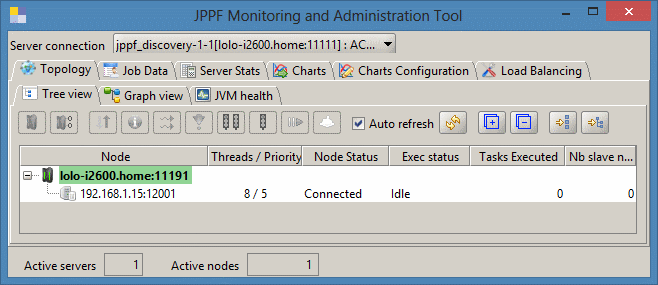 JPPF Monitoring and Administration Tool
Server connection jppf_discovery-1-1[lolo-i2600.home:11111] : AC...
Topology Job Data Server Stats Charts Charts Configuration Load Balancing
Tree view Graph view JVM health
Auto refresh
Node Threads / Priority Node Status Exec status Tasks Executed Nb slave n...
lolo-i2600.home:11191
192.168.1.15:12001 8 / 5 Connected Idle 0 0
Active servers 1 Active nodes 1